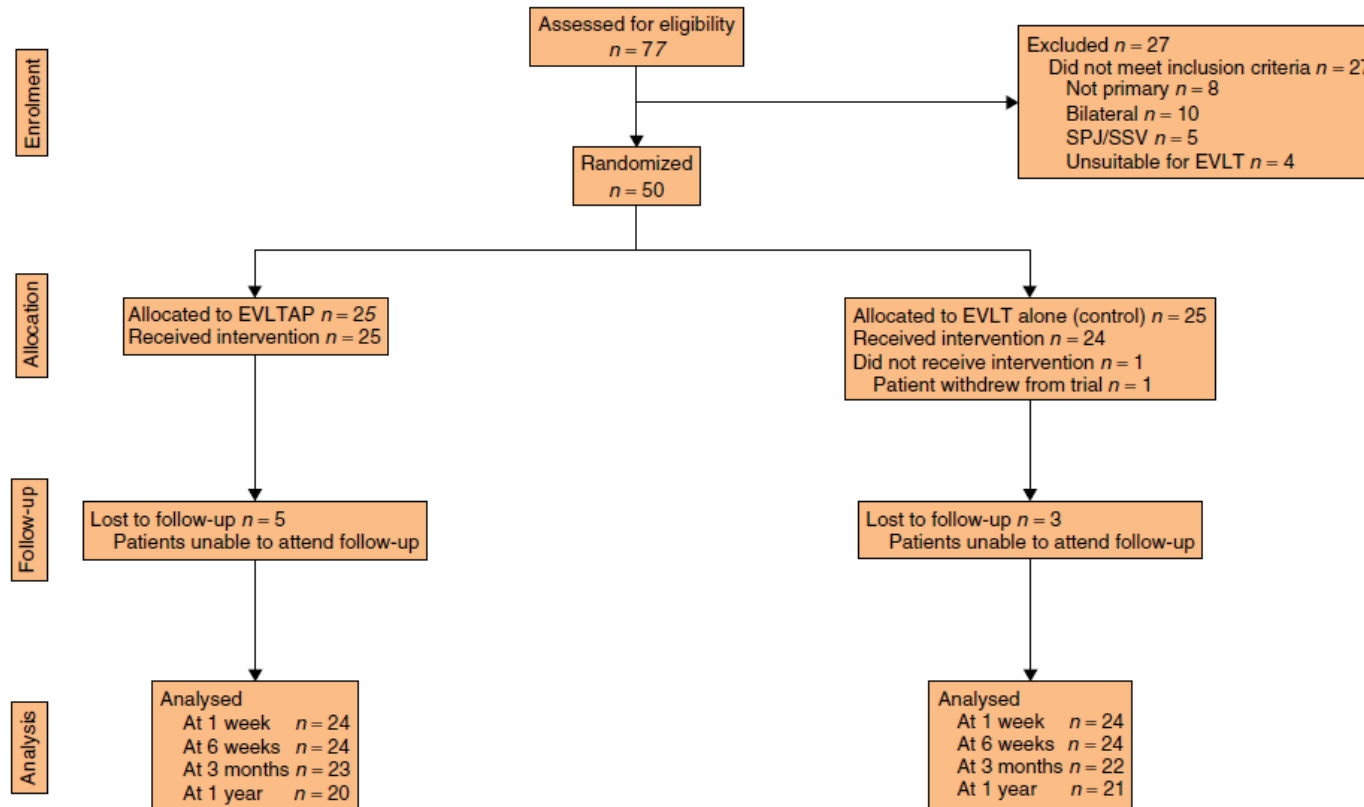 Enrolment
Assessed for eligibility
n = 77
Excluded n = 27
Did not meet inclusion criteria n = 27
Not primary n = 8
Bilateral n = 10
SPJ/SSV n = 5
Unsuitable for EVLT n = 4
Randomized
n = 50
Allocation
Allocated to EVLTAP n = 25
Received intervention n = 25
Allocated to EVLT alone (control) n = 25
Received intervention n = 24
Did not receive intervention n = 1
Patient withdrew from trial n = 1
Follow-up
Lost to follow-up n = 5
Patients unable to attend follow-up
Lost to follow-up n = 3
Patients unable to attend follow-up
Analysis
Analysed
At 1 week n = 24
At 6 weeks n = 24
At 3 months n = 23
At 1 year n = 20
Analysed
At 1 week n = 24
At 6 weeks n = 24
At 3 months n = 22
At 1 year n = 21